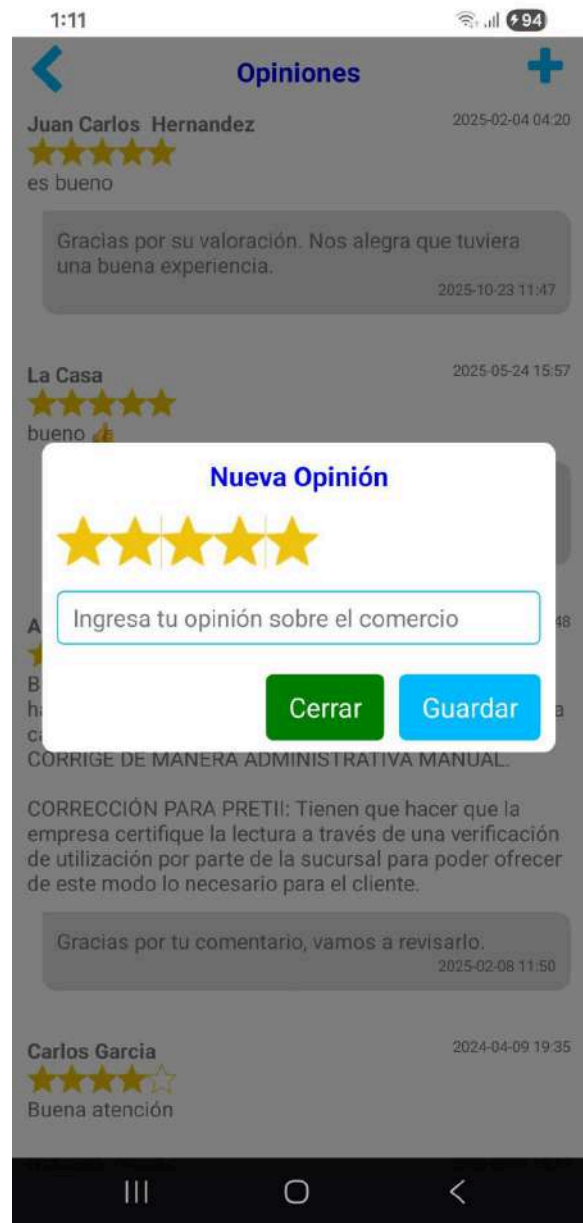 1:11
94
Opiniones
Juan Carlos Hernandez
2025-02-04 04:20
es bueno
Gracias por su valoración. Nos alegra que tuviera
una buena experiencia.
2025-10-23 11:47
La Casa
2025-05-24 15:57
bueno 👍
Nueva Opinión
Ingresa tu opinión sobre el comercio
Cerrar
Guardar
CORRIGE DE MANERA ADMINISTRATIVA MANUAL.
CORRECCIÓN PARA PRETII: Tienen que hacer que la
empresa certifique la lectura a través de una verificación
de utilización por parte de la sucursal para poder ofrecer
de este modo lo necesario para el cliente.
Gracias por tu comentario, vamos a revisarlo.
2025-02-08 11:50
Carlos Garcia
2024-04-09 19:35
Buena atención